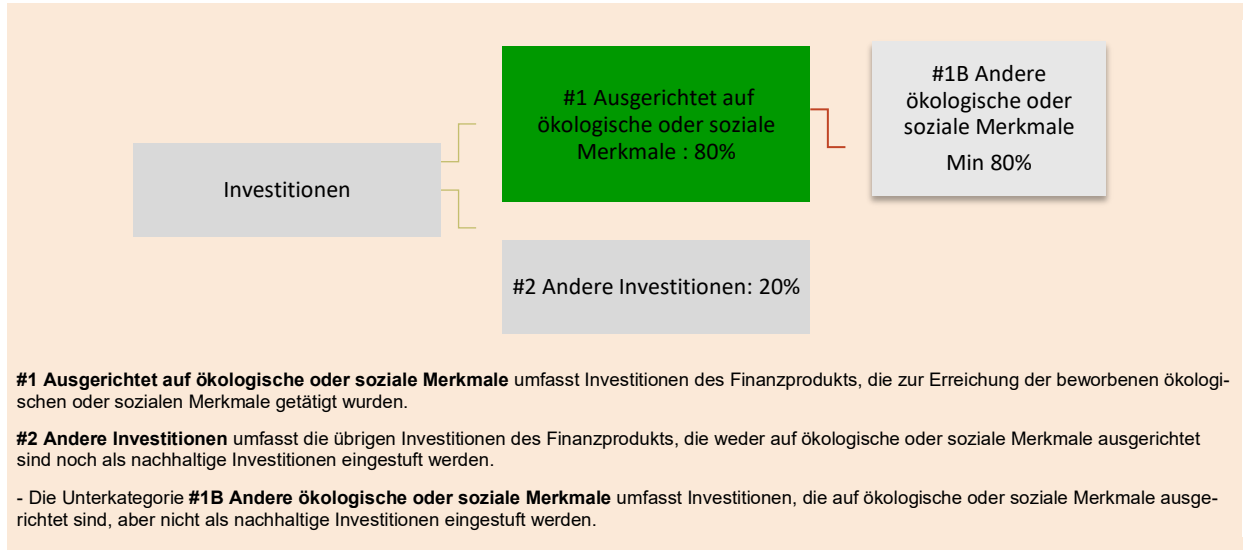 #1 Ausgerichtet auf
ökologische oder soziale
Merkmale : 80%
#1B Andere
ökologische oder
soziale Merkmale
Min 80%
Investitionen
#2 Andere Investitionen: 20%
#1 Ausgerichtet auf ökologische oder soziale Merkmale umfasst Investitionen des Finanzprodukts, die zur Erreichung der beworbenen ökologi-
schen oder sozialen Merkmale getätigt wurden.
#2 Andere Investitionen umfasst die übrigen Investitionen des Finanzprodukts, die weder auf ökologische oder soziale Merkmale ausgerichtet
sind noch als nachhaltige Investitionen eingestuft werden.
- Die Unterkategorie #1B Andere ökologische oder soziale Merkmale umfasst Investitionen, die auf ökologische oder soziale Merkmale ausge-
richtet sind, aber nicht als nachhaltige Investitionen eingestuft werden.